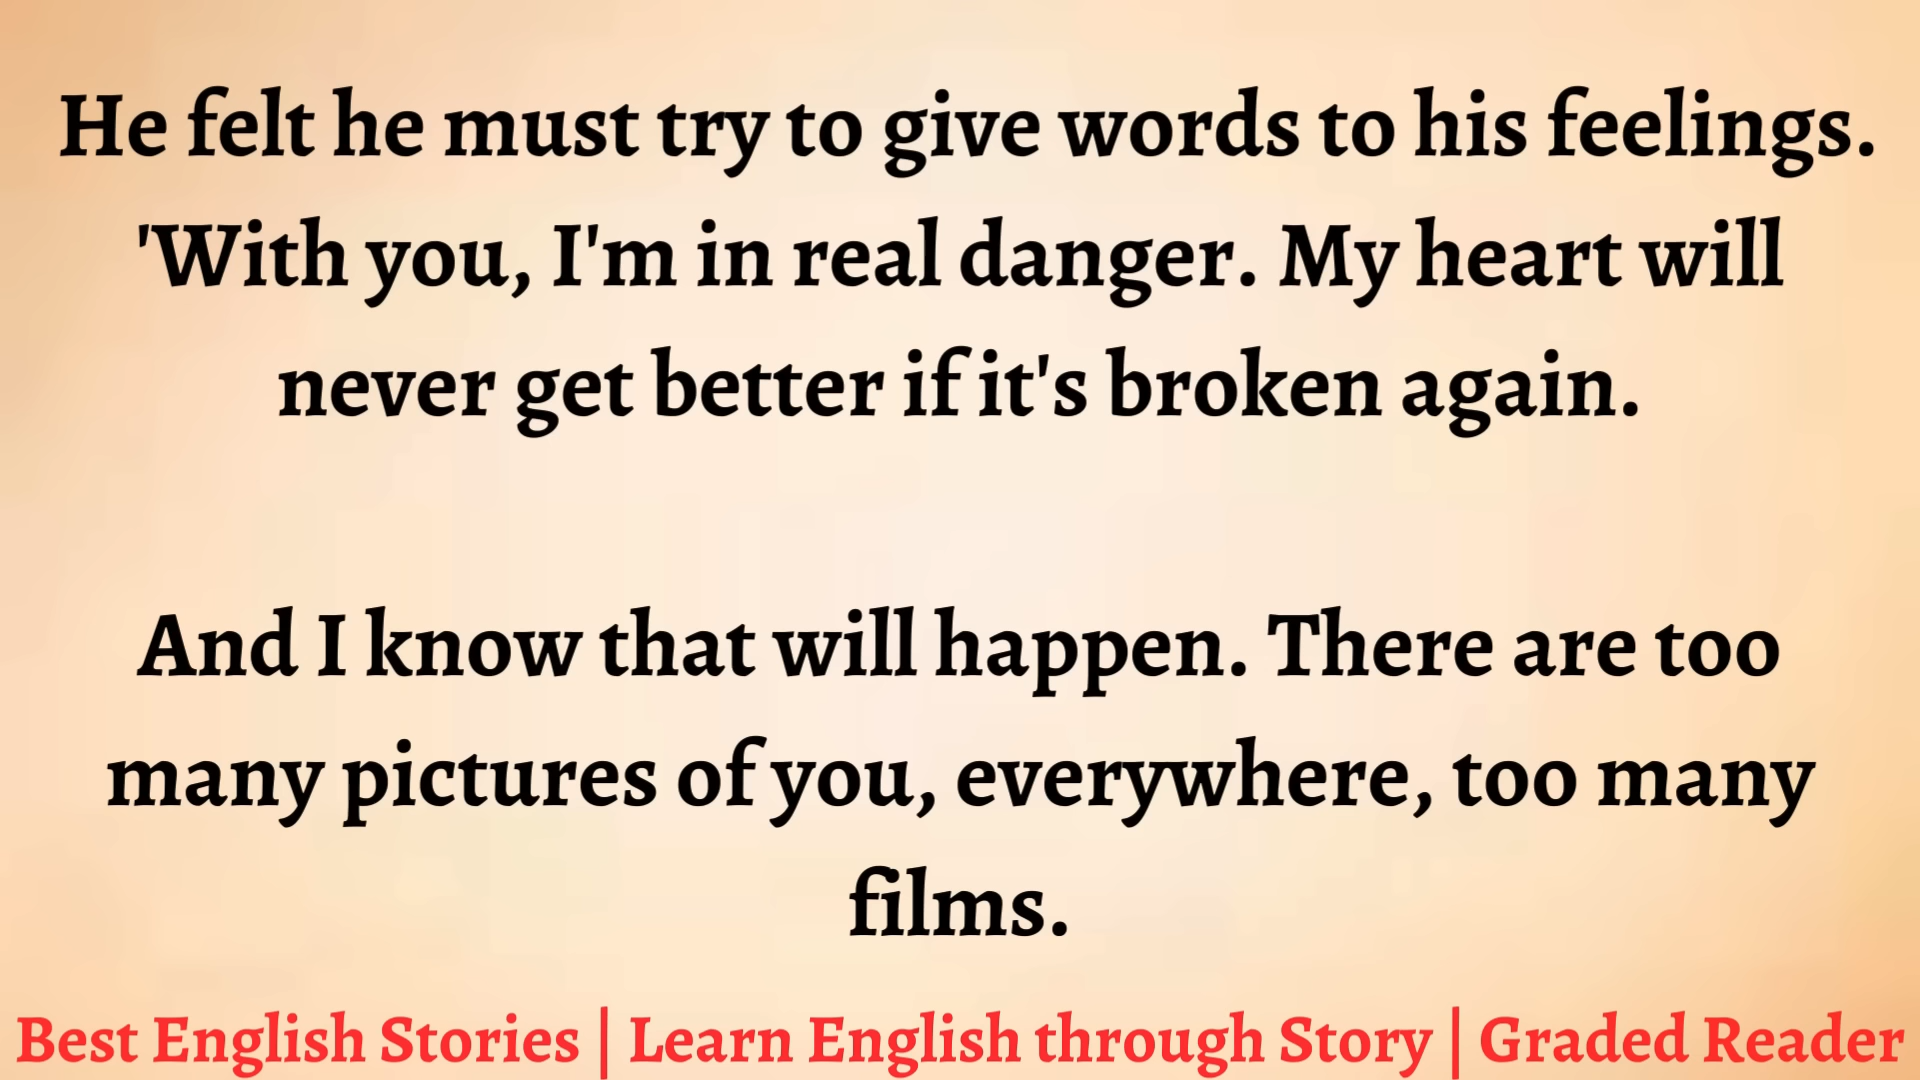 He felt he must try to give words to his feelings.
'With you, I'm in real danger. My heart will
never get better if it's broken again.
And I know that will happen. There are too
many pictures of you, everywhere, too many
films.
Best English Stories | Learn English through Story | Graded Reader